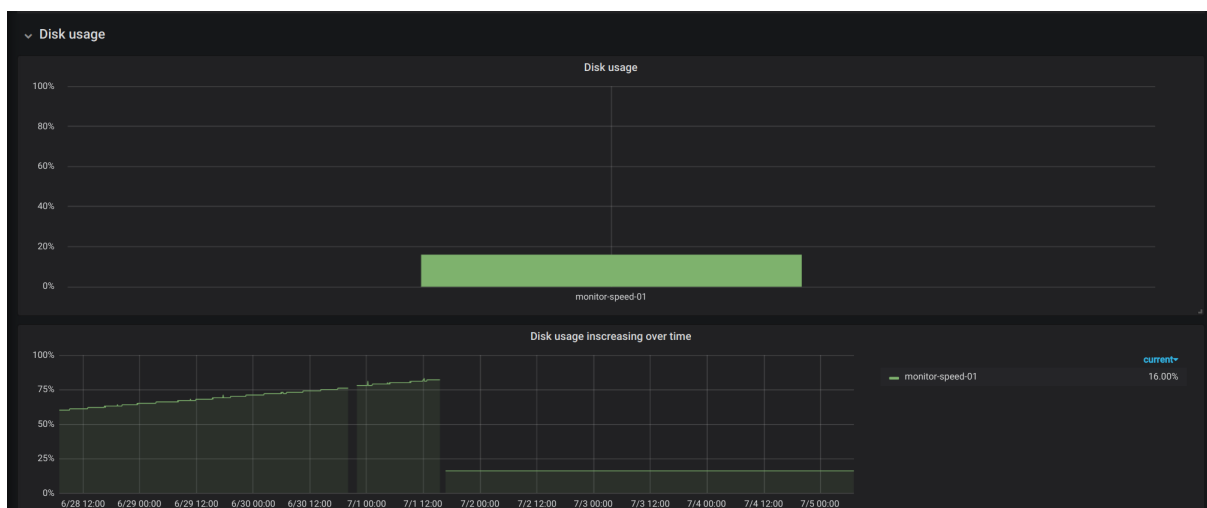 Disk usage
Disk usage
100%
80%
60%
40%
20%
0%
monitor-speed-01
Disk usage inscreasing over time
100%
75%
50%
25%
0%
6/28 12:00 6/29 00:00 6/29 12:00 6/30 00:00 6/30 12:00 7/1 00:00 7/1 12:00 7/2 00:00 7/2 12:00 7/3 00:00 7/3 12:00 7/4 00:00 7/4 12:00 7/5 00:00
current
monitor-speed-01 16.00%